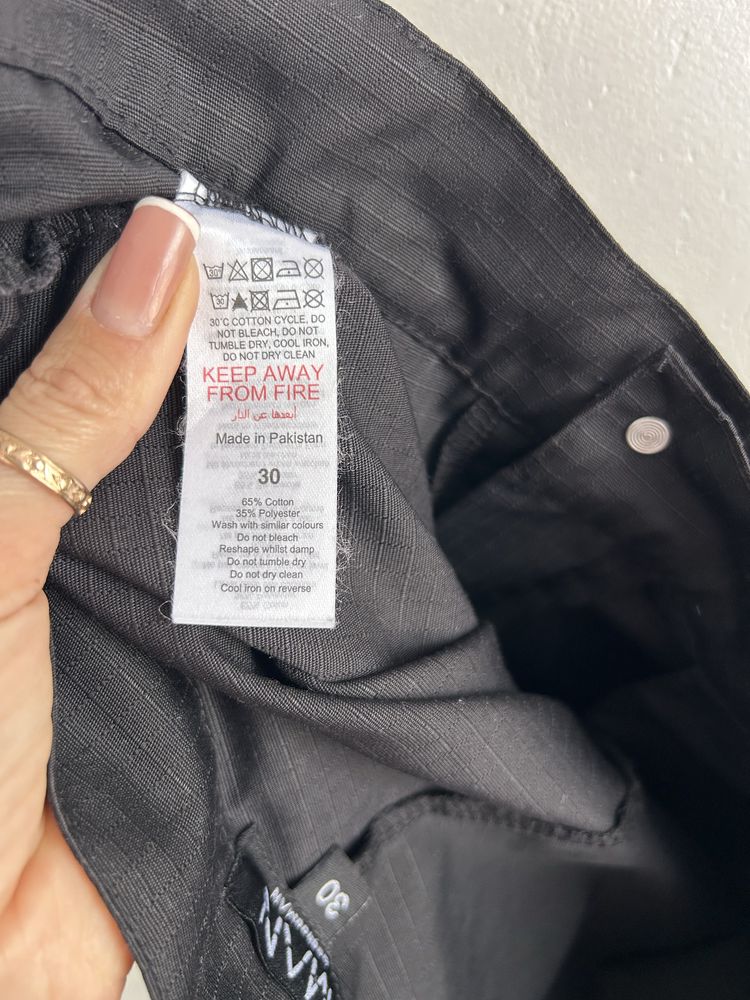 30
30
30°C COTTON CYCLE, DO
NOT BLEACH, DO NOT
TUMBLE DRY, COOL IRON,
DO NOT DRY CLEAN
KEEP AWAY
FROM FIRE
أبعدها عن النار
Made in Pakistan
30
65% Cotton
35% Polyester
Wash with similar colours
Do not bleach
Reshape whilst damp
Do not tumble dry
Do not dry clean
Cool iron on reverse
30